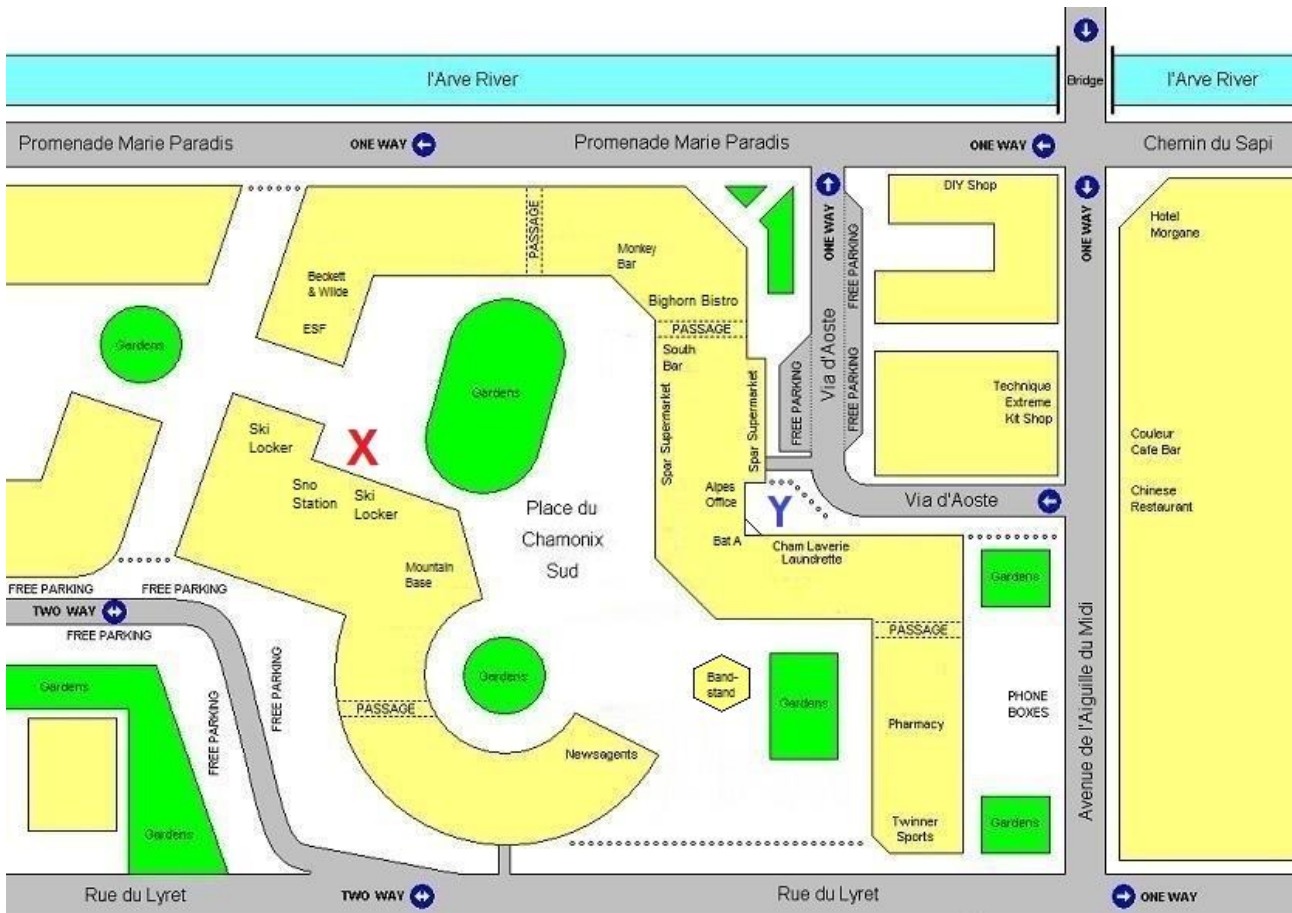 l'Arve River
Bridge
l'Arve River
Promenade Marie Paradis
ONE WAY
Promenade Marie Paradis
ONE WAY
Chemin du Sapi
DIY Shop
ONE WAY
ONE WAY
Hotel
Morgane
PASSAGE
Monkey
Bar
Beckett
& Wilde
ESF
Bighorn Bistro
PASSAGE
South
Bar
FREE PARKING
Via d'Aoste
FREE PARKING
FREE PARKING
Gardens
Gardens
Technique
Extreme
Kit Shop
Spar Supermarket
Spar Supermarket
Ski
Locker
X
Couleur
Cafe Bar
Sno
Station
Ski
Locker
Alpes
Office
Y
Via d'Aoste
Chinese
Restaurant
Place du
Chamonix
Sud
Bat A
Cham Laverie
Laundrette
Mountain
Base
Gardens
FREE PARKING
FREE PARKING
TWO WAY
FREE PARKING
PASSAGE
Gardens
FREE PARKING
FREE PARKING
Gardens
Band-
stand
Gardens
PHONE
BOXES
Avenue de l'Aiguille du Midi
PASSAGE
Pharmacy
Newsagents
Gardens
Twinner
Sports
Gardens
Rue du Lyret
TWO WAY
Rue du Lyret
ONE WAY